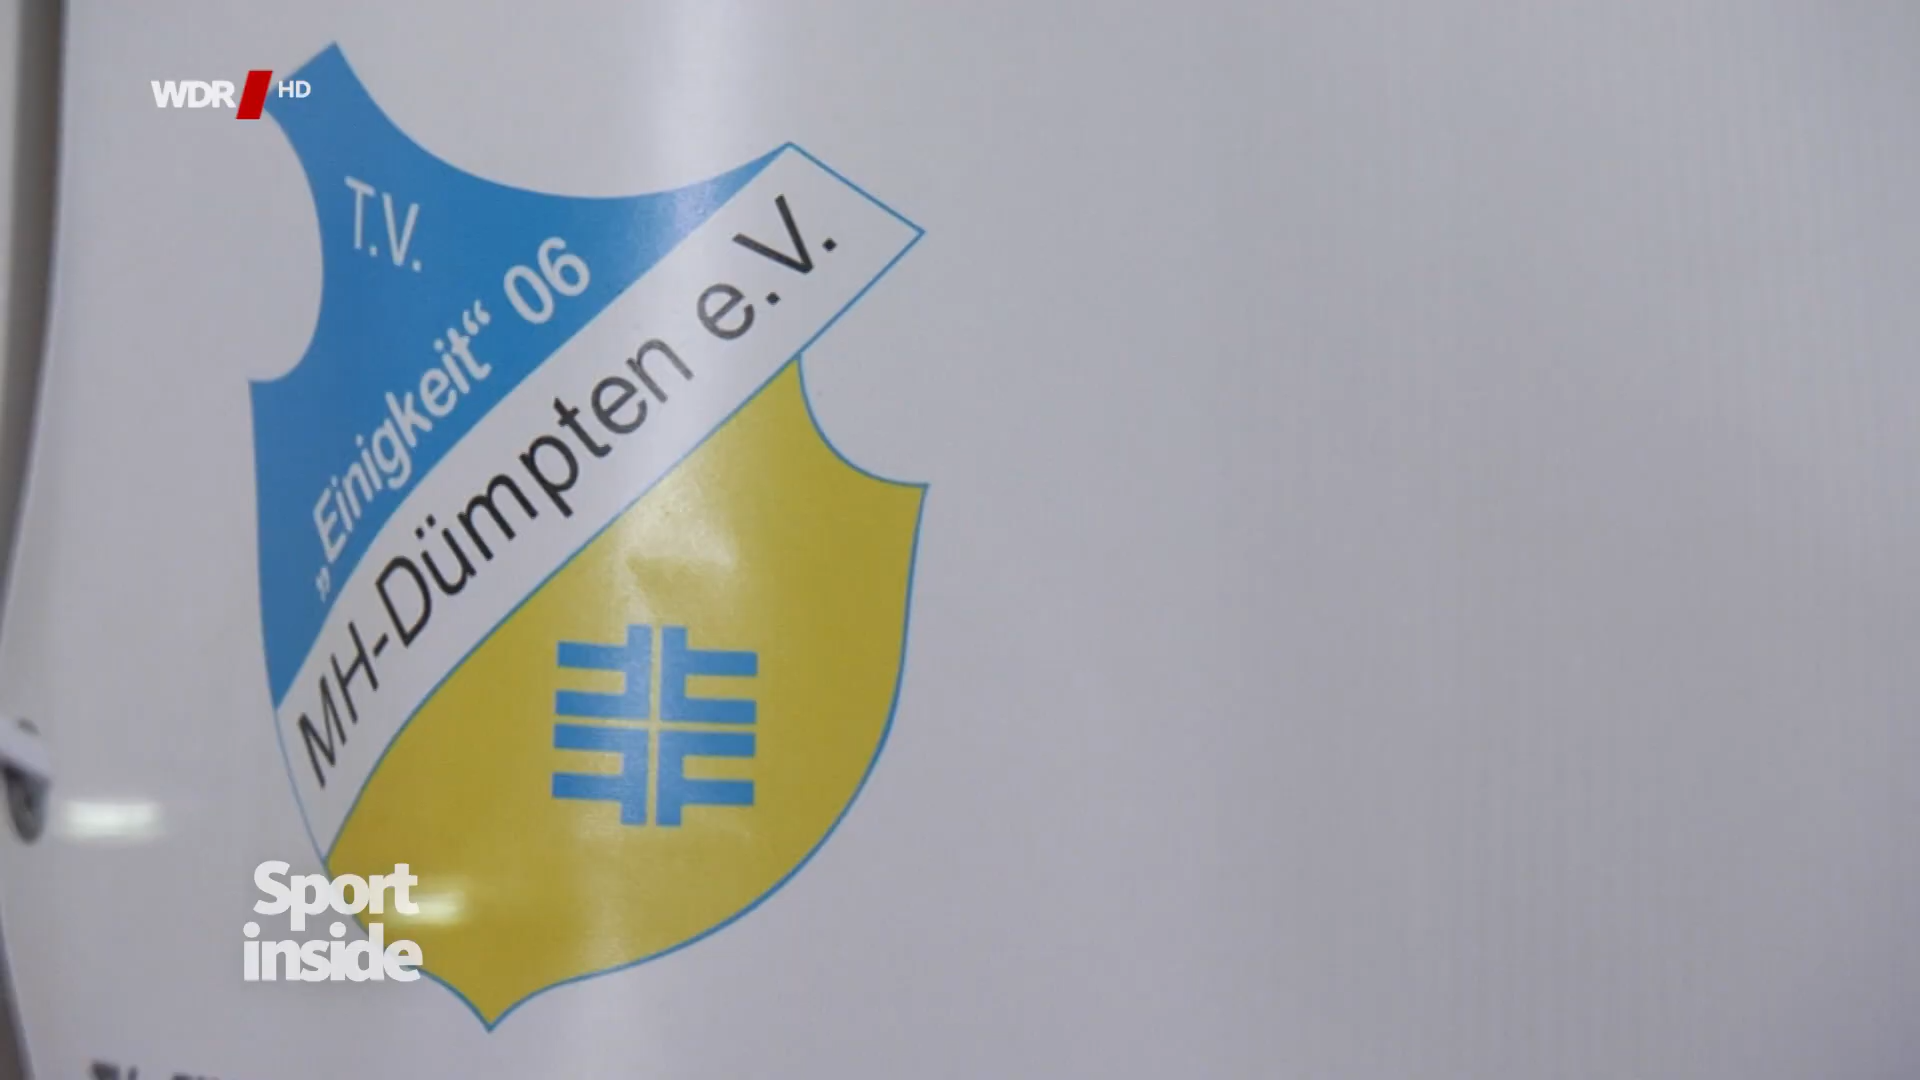 WDR HD
T.V.
„Einigkeit“ 06
MH-Dümpten e.V.
Sport
inside